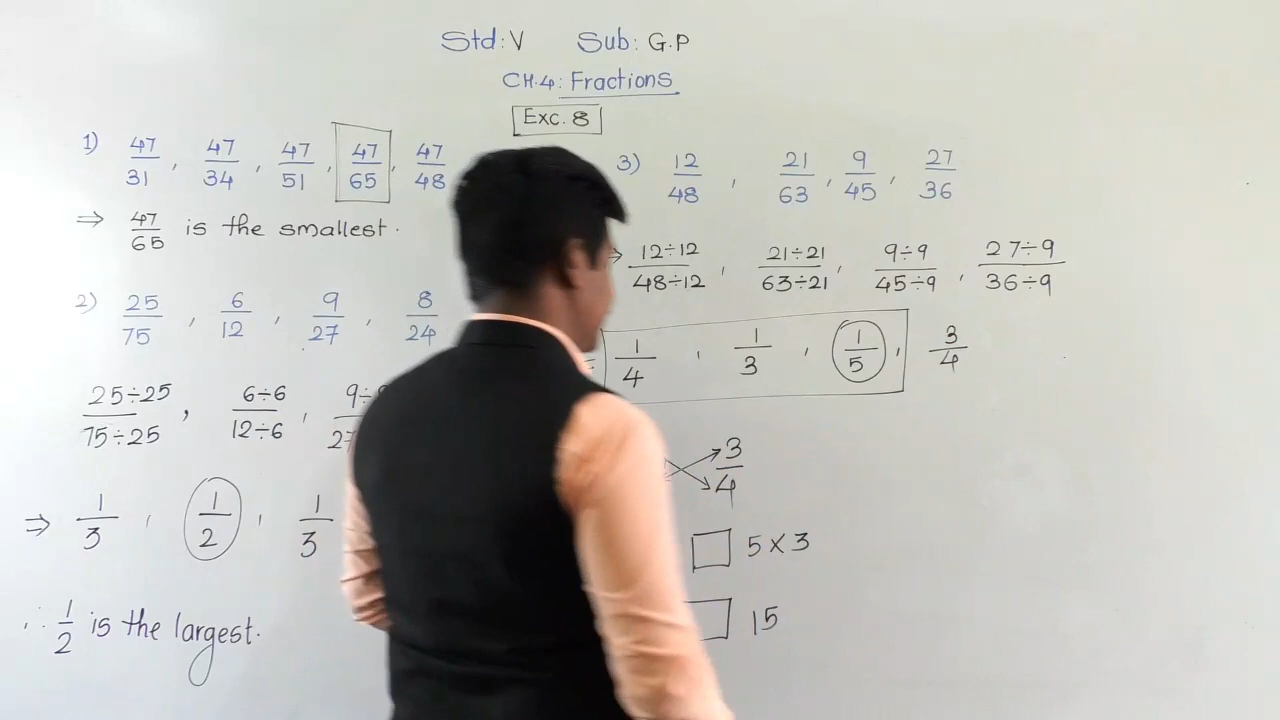 Std: V Sub: G.P
CH.4: Fractions
Exc. 8
1) 47/31, 47/34, 47/51, 47/65, 47/48
⇒ 47/65 is the smallest.
2) 25/75, 6/12, 9/27, 8/24
25÷25/75÷25, 6÷6/12÷6,
⇒ 1/3, 1/2, 1/3
∴ 1/2 is the largest.
3) 12/48, 21/63, 9/45, 27/36
12÷12/48÷12, 21÷21/63÷21, 9÷9/45÷9, 27÷9/36÷9
1/4, 1/3, 1/5, 3/4
3/4
□ 5×3
15